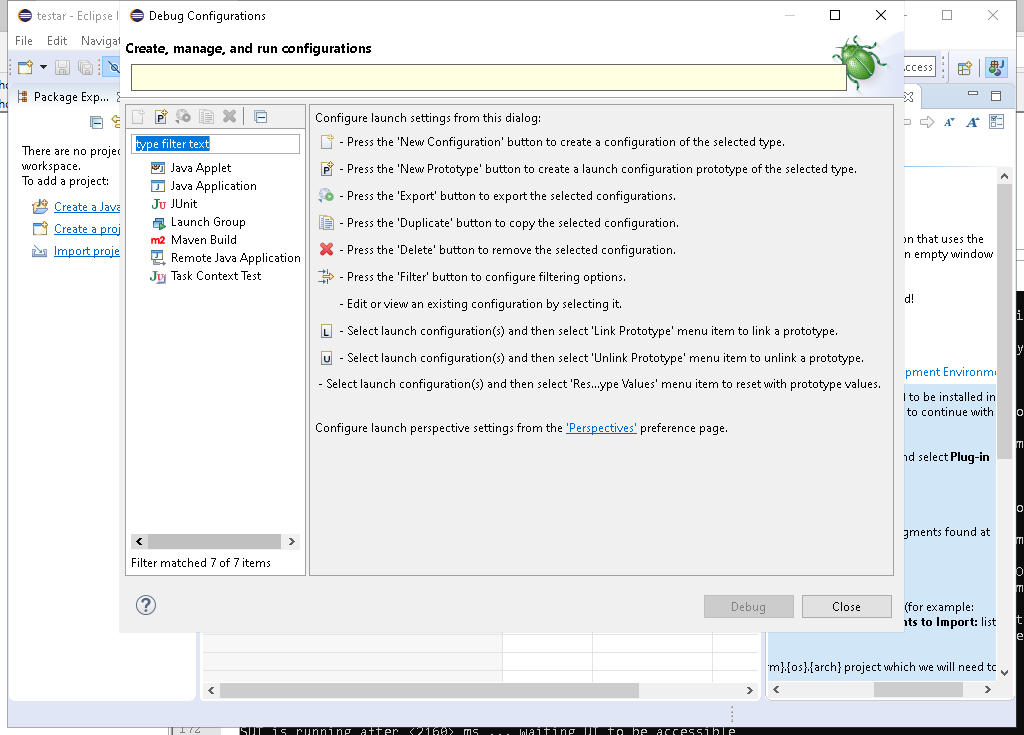 testar - Eclipse
Debug Configurations
File Edit Navigat
Create, manage, and run configurations
ccess
Package Exp...
type filter text
There are no projec
workspace.
To add a project:
Create a Java
Create a proj
Import proje
Java Applet
Java Application
JUnit
Launch Group
Maven Build
Remote Java Application
Task Context Test
Filter matched 7 of 7 items
Configure launch settings from this dialog:
- Press the 'New Configuration' button to create a configuration of the selected type.
- Press the 'New Prototype' button to create a launch configuration prototype of the selected type.
- Press the 'Export' button to export the selected configurations.
- Press the 'Duplicate' button to copy the selected configuration.
- Press the 'Delete' button to remove the selected configuration.
- Press the 'Filter' button to configure filtering options.
- Edit or view an existing configuration by selecting it.
- Select launch configuration(s) and then select 'Link Prototype' menu item to link a prototype.
- Select launch configuration(s) and then select 'Unlink Prototype' menu item to unlink a prototype.
- Select launch configuration(s) and then select 'Res...ype Values' menu item to reset with prototype values.
Configure launch perspective settings from the 'Perspectives' preference page.
Debug
Close
on that uses the
n empty window
d!
pment Environme
l to be installed in
to continue with
nd select Plug-in
gments found at
(for example:
nts to Import: list
rm}.{os}.{arch} project which we will need to
172
SUT is running after <2160> ms ... waiting UI to be accessible